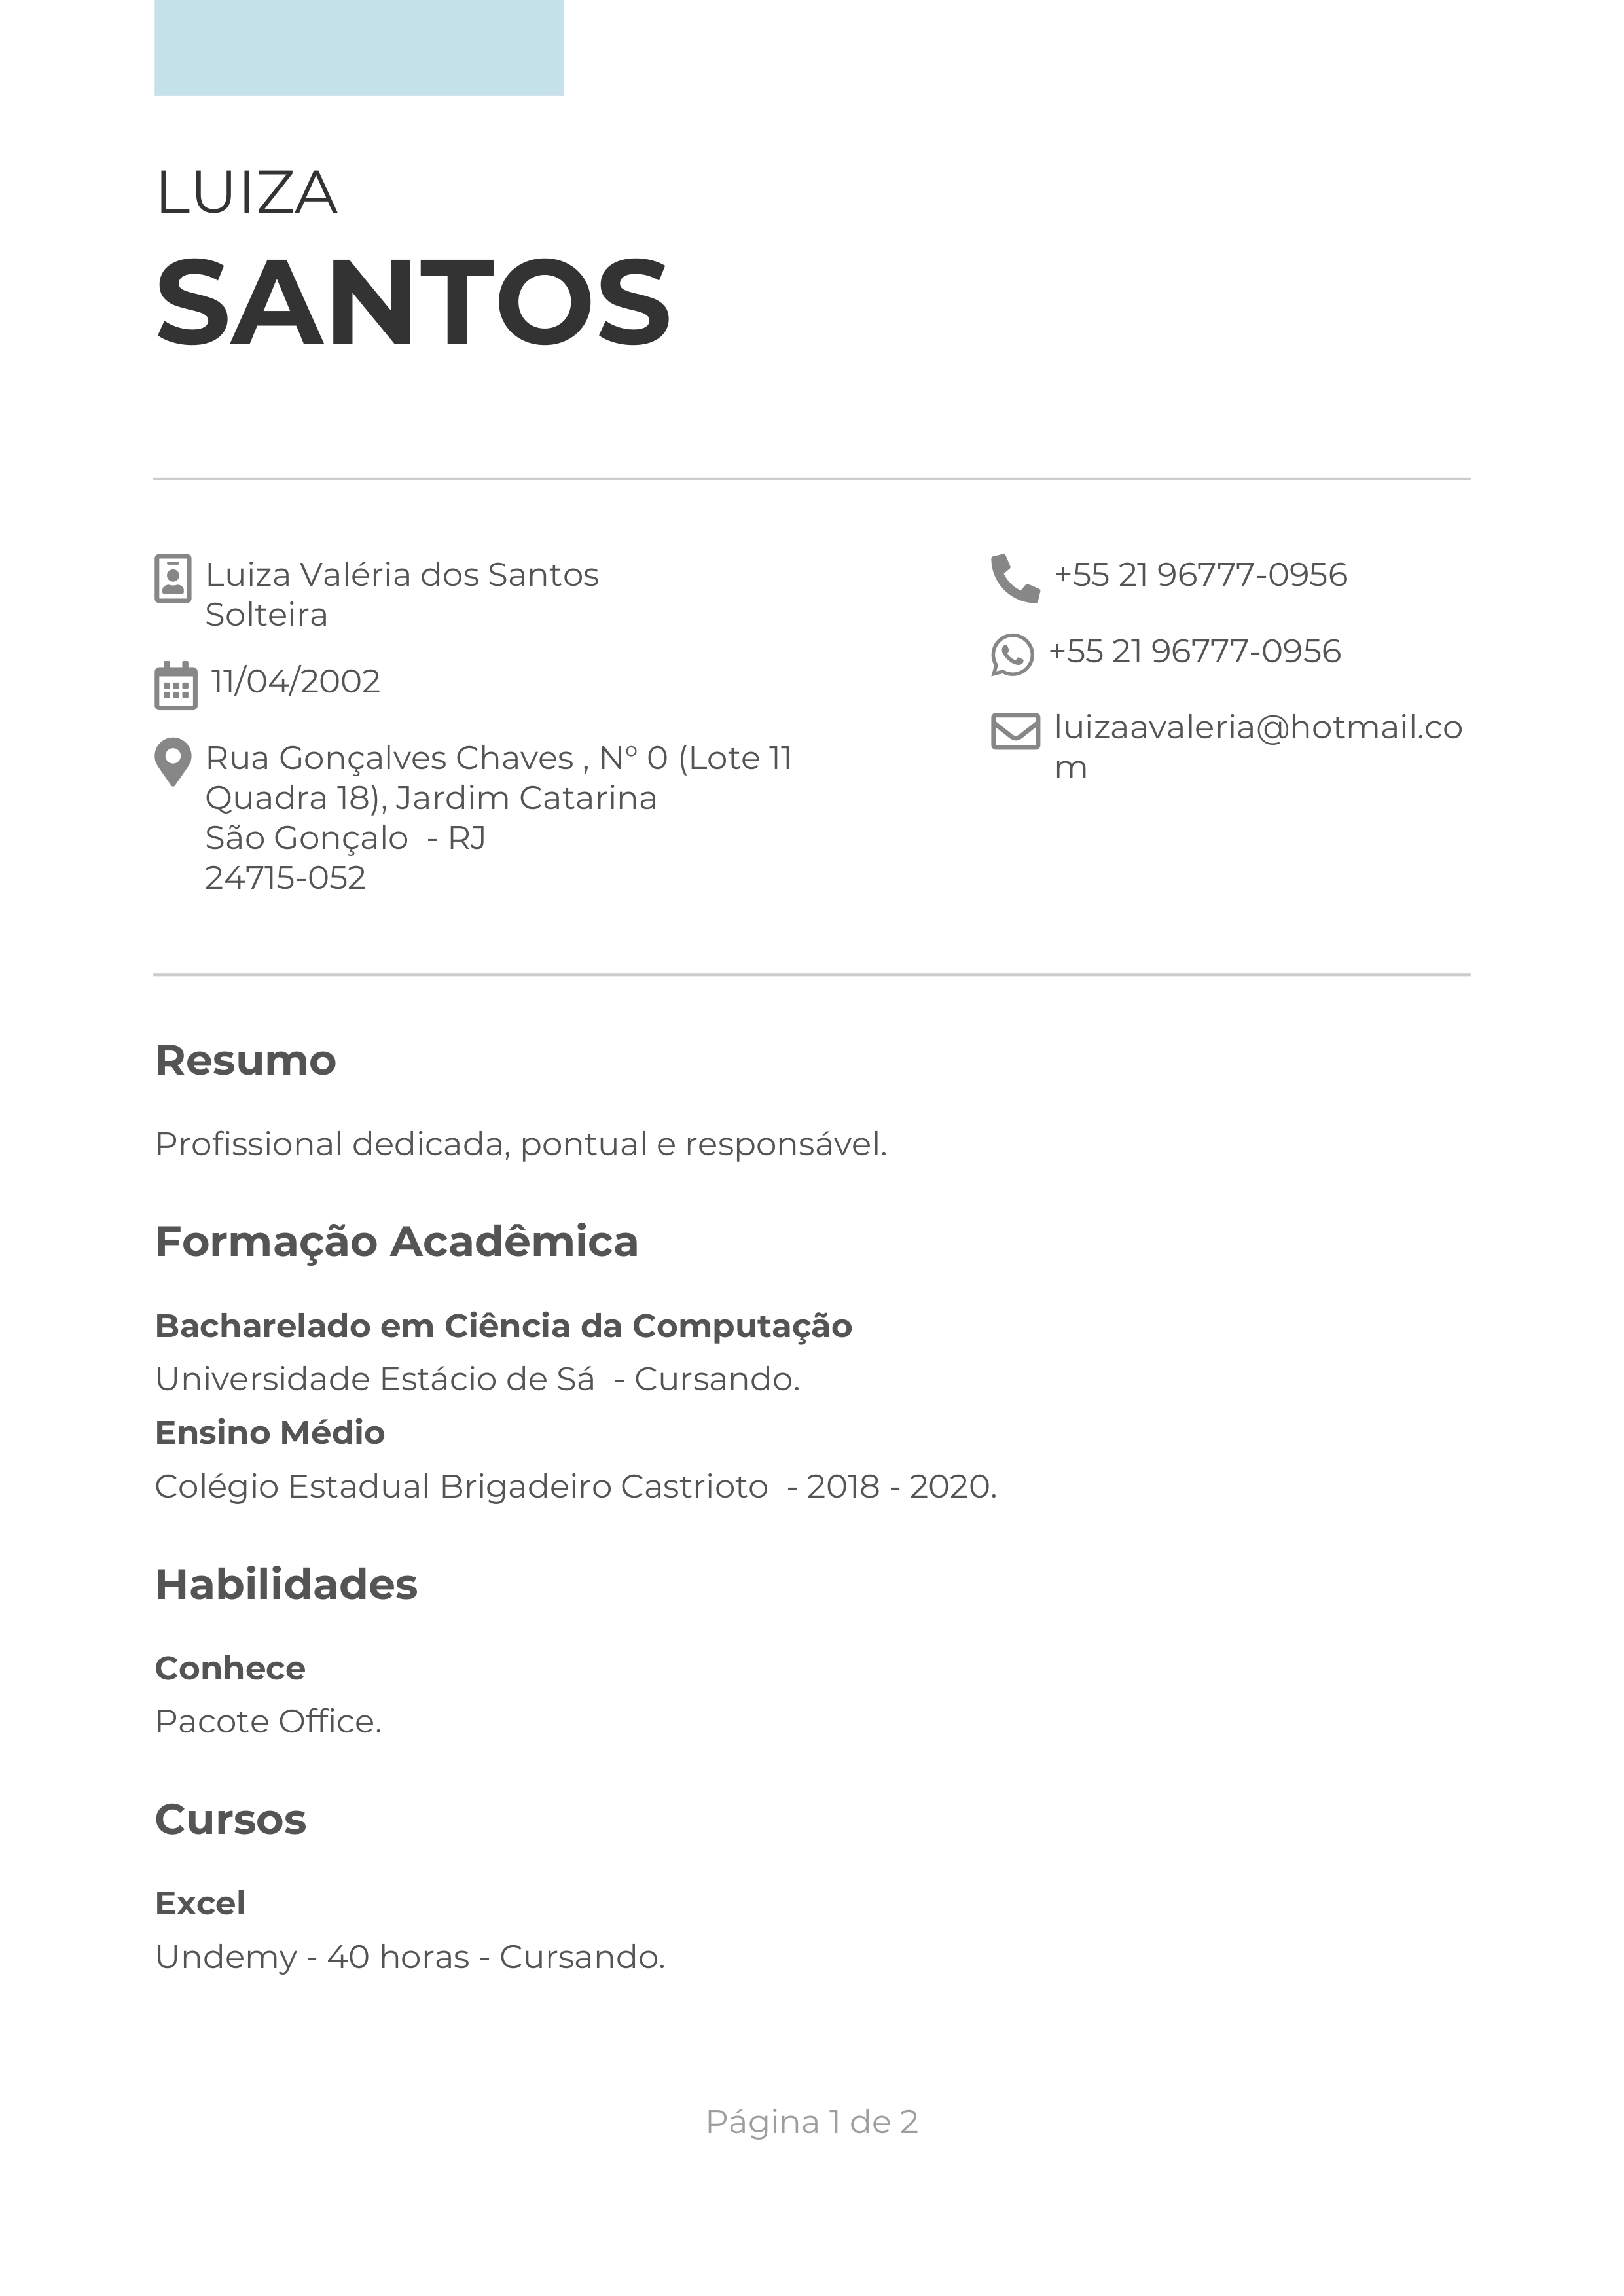 LUIZA
SANTOS
Luiza Valéria dos Santos
Solteira
11/04/2002
Rua Gonçalves Chaves , N° 0 (Lote 11
Quadra 18), Jardim Catarina
São Gonçalo  - RJ
24715-052
+55 21 96777-0956
+55 21 96777-0956
luizaavaleria@hotmail.co
m
Resumo
Profissional dedicada, pontual e responsável.
Formação Acadêmica
Bacharelado em Ciência da Computação
Universidade Estácio de Sá  - Cursando.
Ensino Médio
Colégio Estadual Brigadeiro Castrioto  - 2018 - 2020.
Habilidades
Conhece
Pacote Office.
Cursos
Excel
Undemy - 40 horas - Cursando.
Página 1 de 2